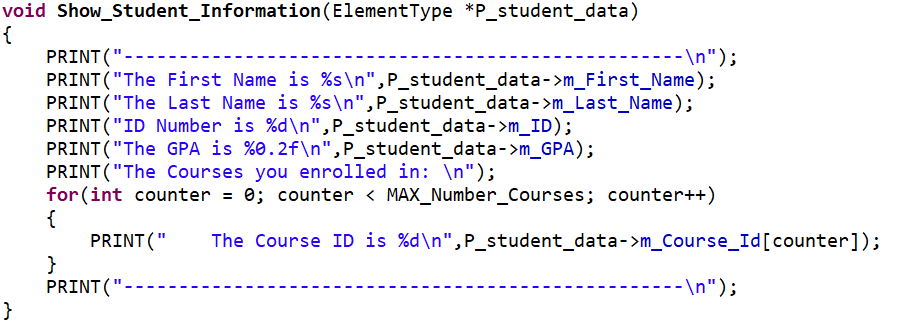 void Show_Student_Information(ElementType *P_student_data)
{
    PRINT("---------------------------------------------------\n");
    PRINT("The First Name is %s\n",P_student_data->m_First_Name);
    PRINT("The Last Name is %s\n",P_student_data->m_Last_Name);
    PRINT("ID Number is %d\n",P_student_data->m_ID);
    PRINT("The GPA is %0.2f\n",P_student_data->m_GPA);
    PRINT("The Courses you enrolled in: \n");
    for(int counter = 0; counter < MAX_Number_Courses; counter++)
    {
        PRINT("    The Course ID is %d\n",P_student_data->m_Course_Id[counter]);
    }
    PRINT("---------------------------------------------------\n");
}